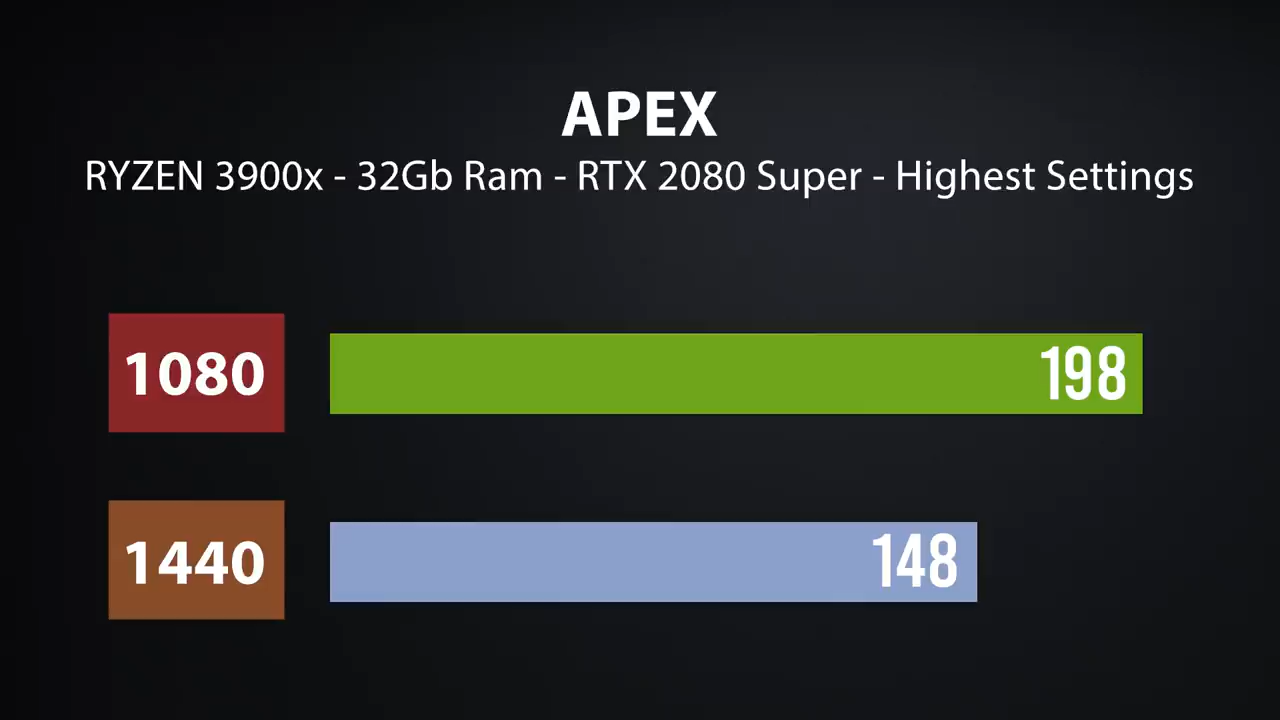 APEX
RYZEN 3900x - 32Gb Ram - RTX 2080 Super - Highest Settings
1080
198
1440
148